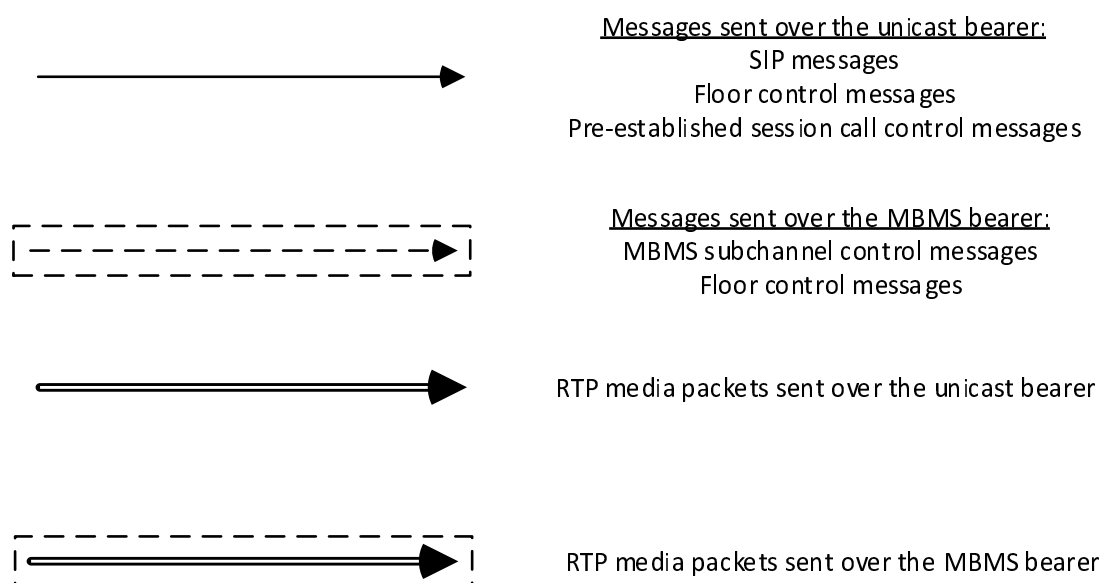 Messages sent over the unicast bearer:
SIP messages
Floor control messages
Pre-established session call control messages
Messages sent over the MBMS bearer:
MBMS subchannel control messages
Floor control messages
RTP media packets sent over the unicast bearer
RTP media packets sent over the MBMS bearer